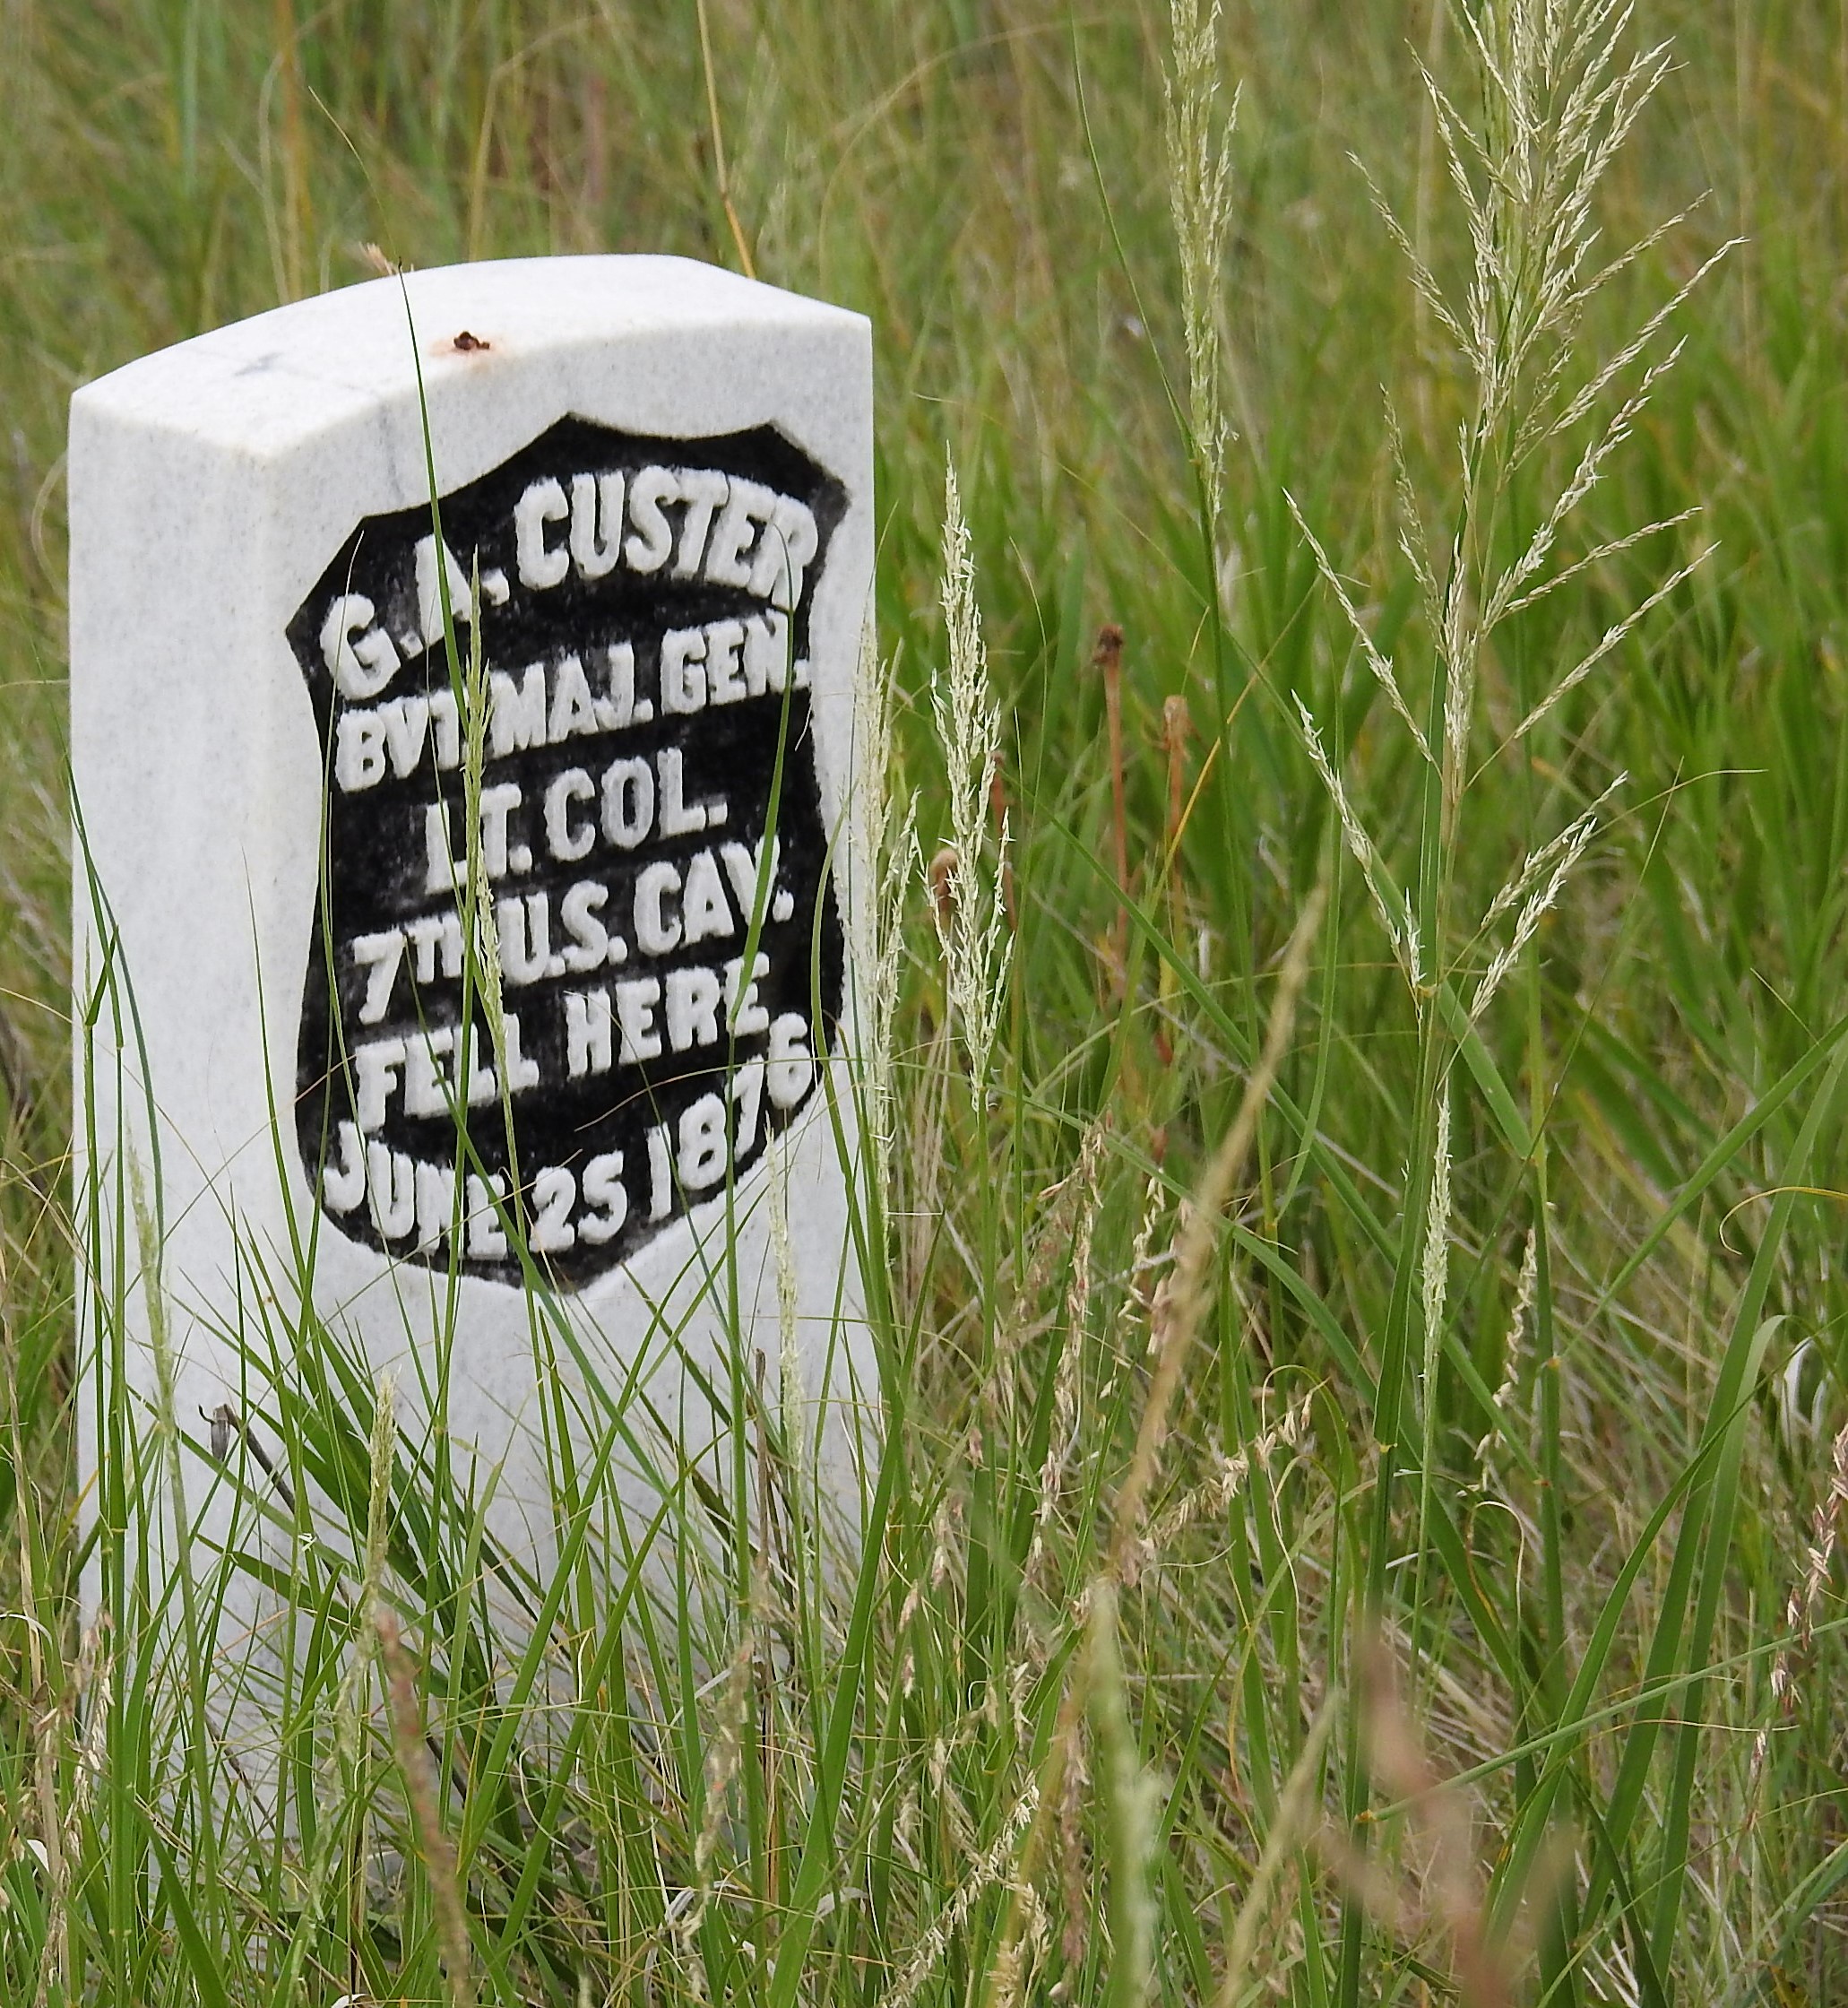 G. A. CUSTER
BVT. MAJ. GEN.
LT. COL.
7TH U.S. CAV.
FELL HERE
JUNE 25 1876